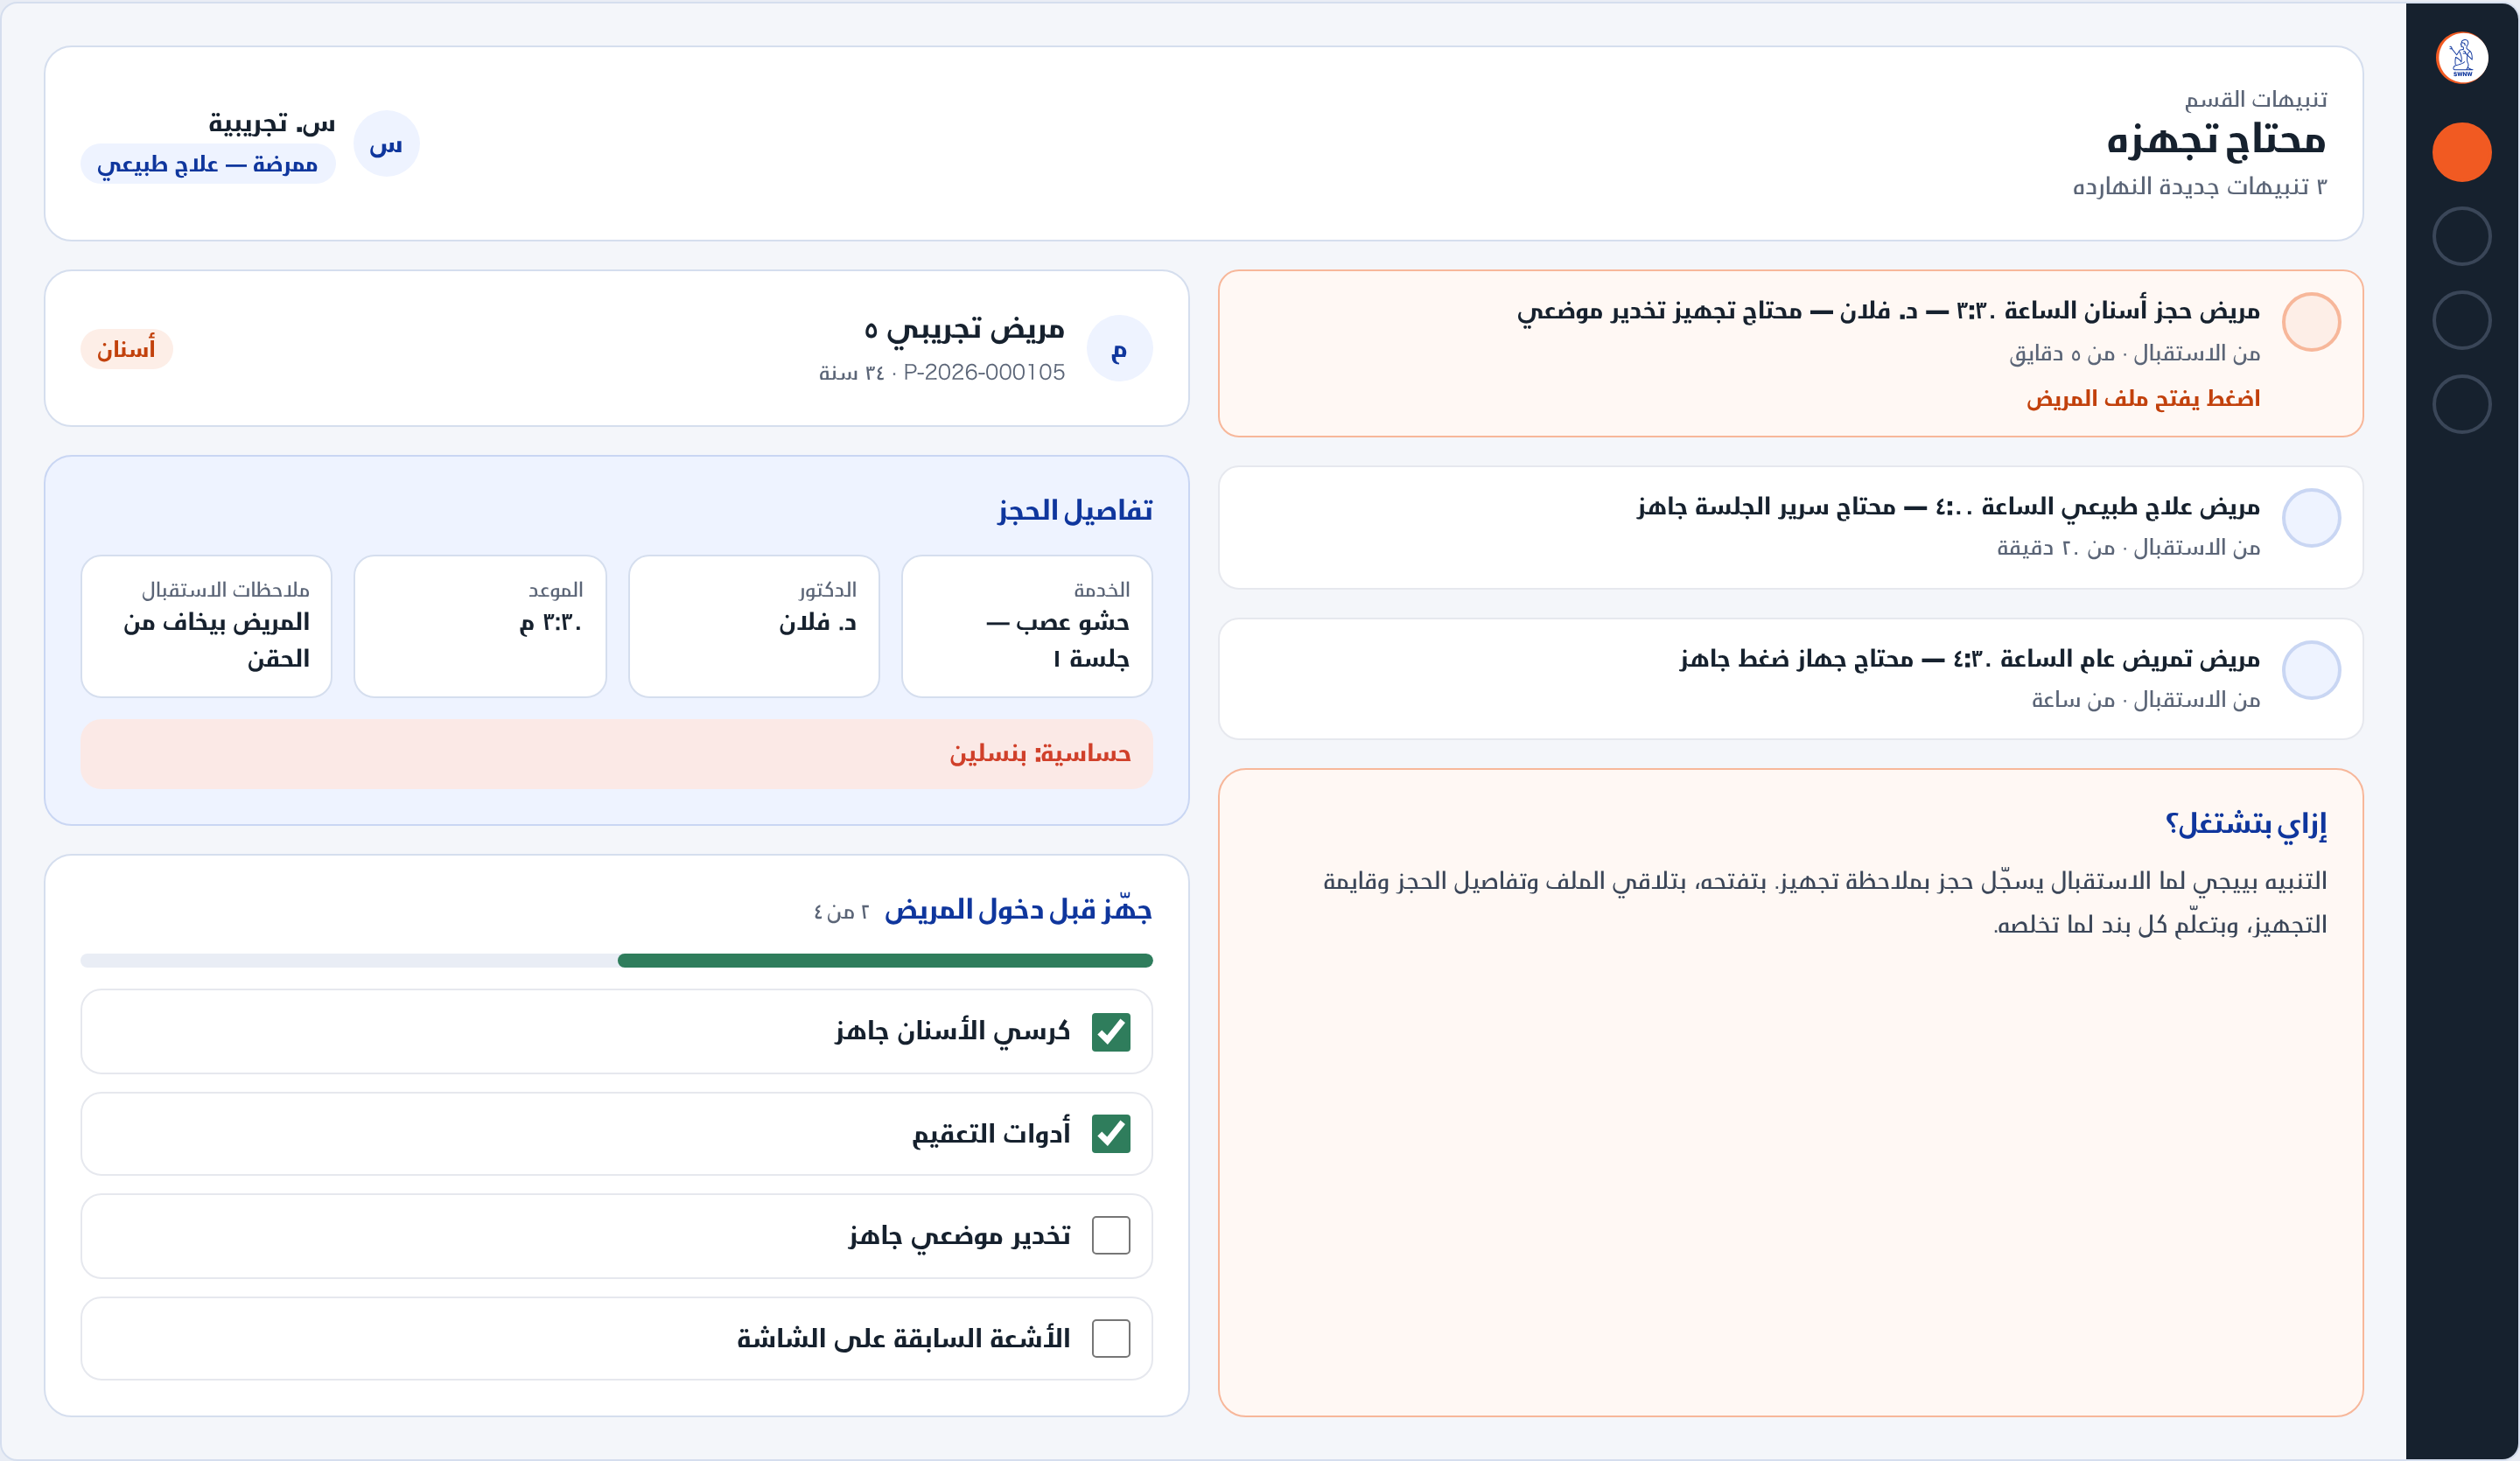 SWNW
تنبيهات القسم
محتاج تجهزه
٣ تنبيهات جديدة النهارده
س
س. تجريبية
ممرضة — علاج طبيعي
مريض حجز أسنان الساعة ٣:٣٠ — د. فلان — محتاج تجهيز تخدير موضعي
من الاستقبال · من ٥ دقايق
اضغط يفتح ملف المريض
مريض علاج طبيعي الساعة ٤:٠٠ — محتاج سرير الجلسة جاهز
من الاستقبال · من ٢٠ دقيقة
مريض تمريض عام الساعة ٤:٣٠ — محتاج جهاز ضغط جاهز
من الاستقبال · من ساعة
إزاي بتشتغل؟
التنبيه بييجي لما الاستقبال يسجّل حجز بملاحظة تجهيز. بتفتحه، بتلاقي الملف وتفاصيل الحجز وقايمة
التجهيز، وبتعلّم كل بند لما تخلصه.
م
مريض تجريبي ٥
P-2026-000105 · ٣٤ سنة
أسنان
تفاصيل الحجز
الخدمة
حشو عصب —
جلسة ١
الدكتور
د. فلان
الموعد
٣:٣٠ م
ملاحظات الاستقبال
المريض بيخاف من
الحقن
حساسية: بنسلين
جهّز قبل دخول المريض ٢ من ٤
كرسي الأسنان جاهز
أدوات التعقيم
تخدير موضعي جاهز
الأشعة السابقة على الشاشة